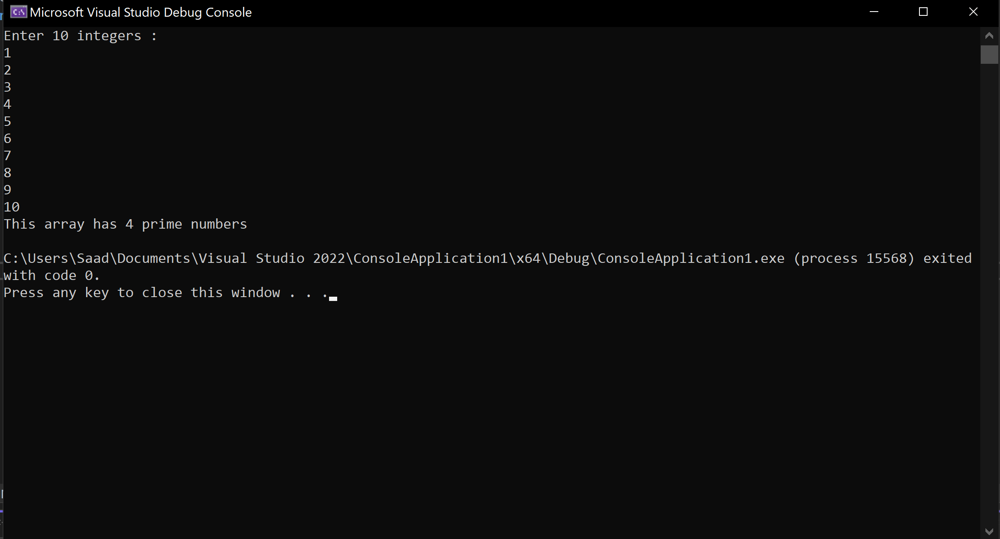 Microsoft Visual Studio Debug Console
Enter 10 integers :
1
2
3
4
5
6
7
8
9
10
This array has 4 prime numbers
C:\Users\Saad\Documents\Visual Studio 2022\ConsoleApplication1\x64\Debug\ConsoleApplication1.exe (process 15568) exited
with code 0.
Press any key to close this window . . .